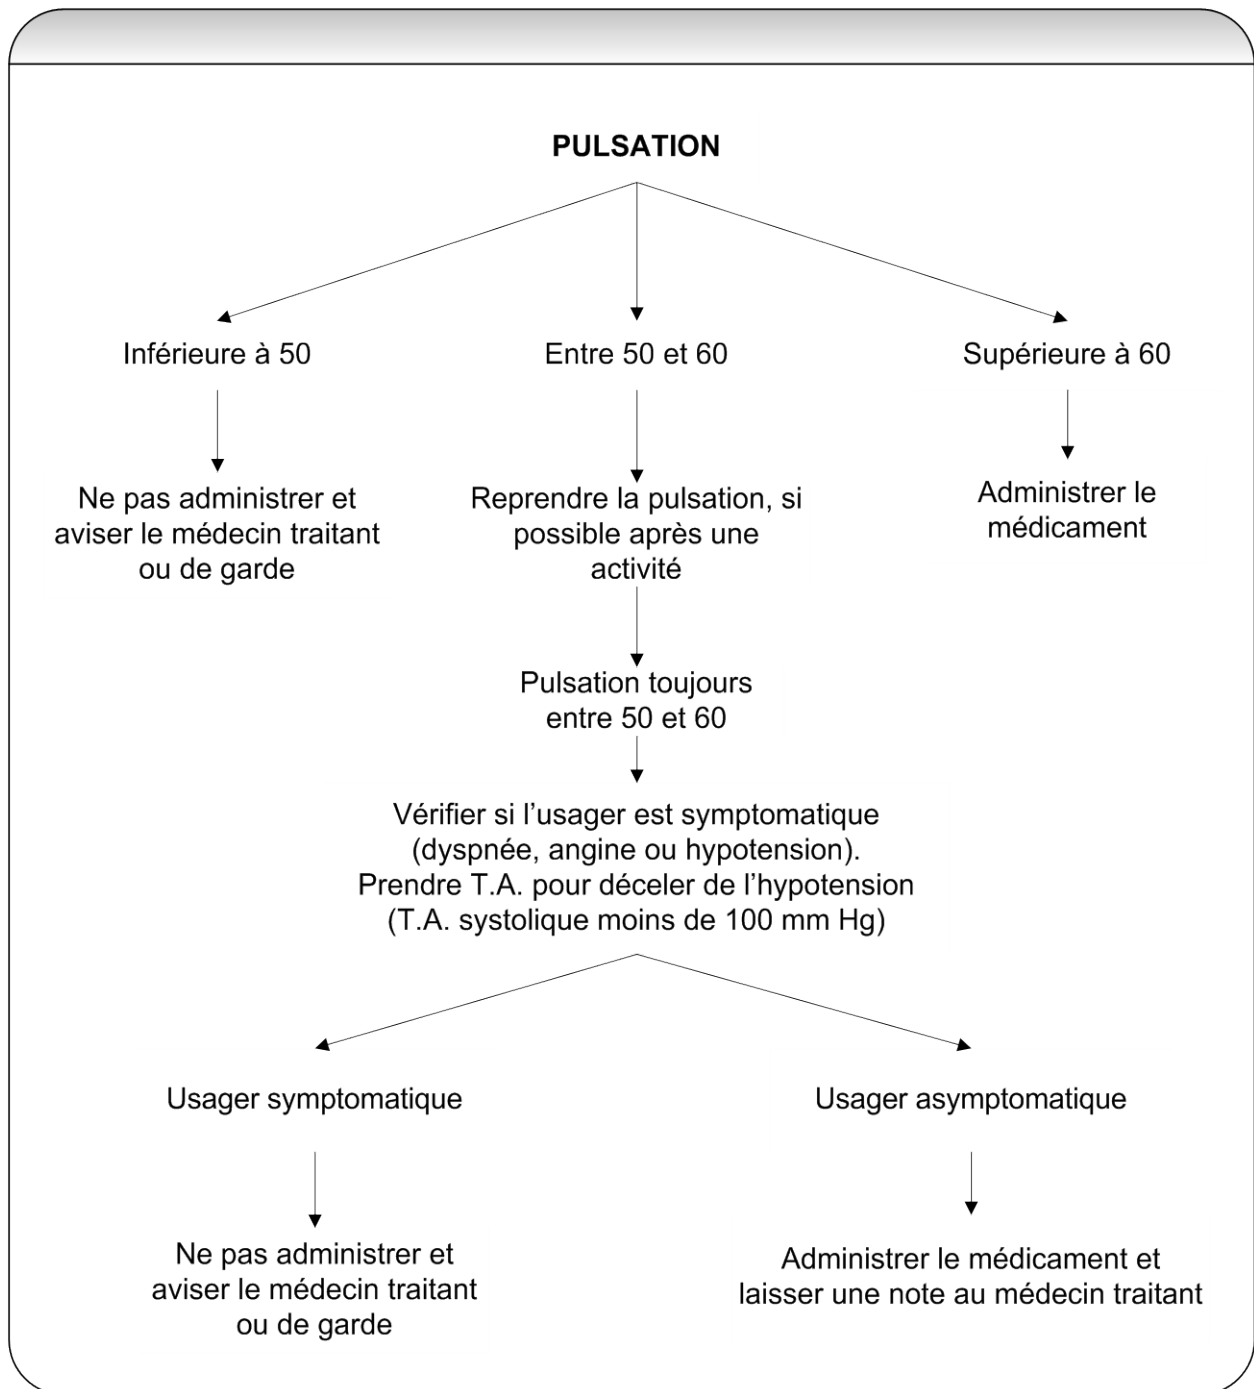 PULSATION
Inférieure à 50
Entre 50 et 60
Supérieure à 60
Ne pas administrer et
aviser le médecin traitant
ou de garde
Reprendre la pulsation, si
possible après une
activité
Administrer le
médicament
Pulsation toujours
entre 50 et 60
Vérifier si l’usager est symptomatique
(dyspnée, angine ou hypotension).
Prendre T.A. pour déceler de l’hypotension
(T.A. systolique moins de 100 mm Hg)
Usager symptomatique
Usager asymptomatique
Ne pas administrer et
aviser le médecin traitant
ou de garde
Administrer le médicament et
laisser une note au médecin traitant